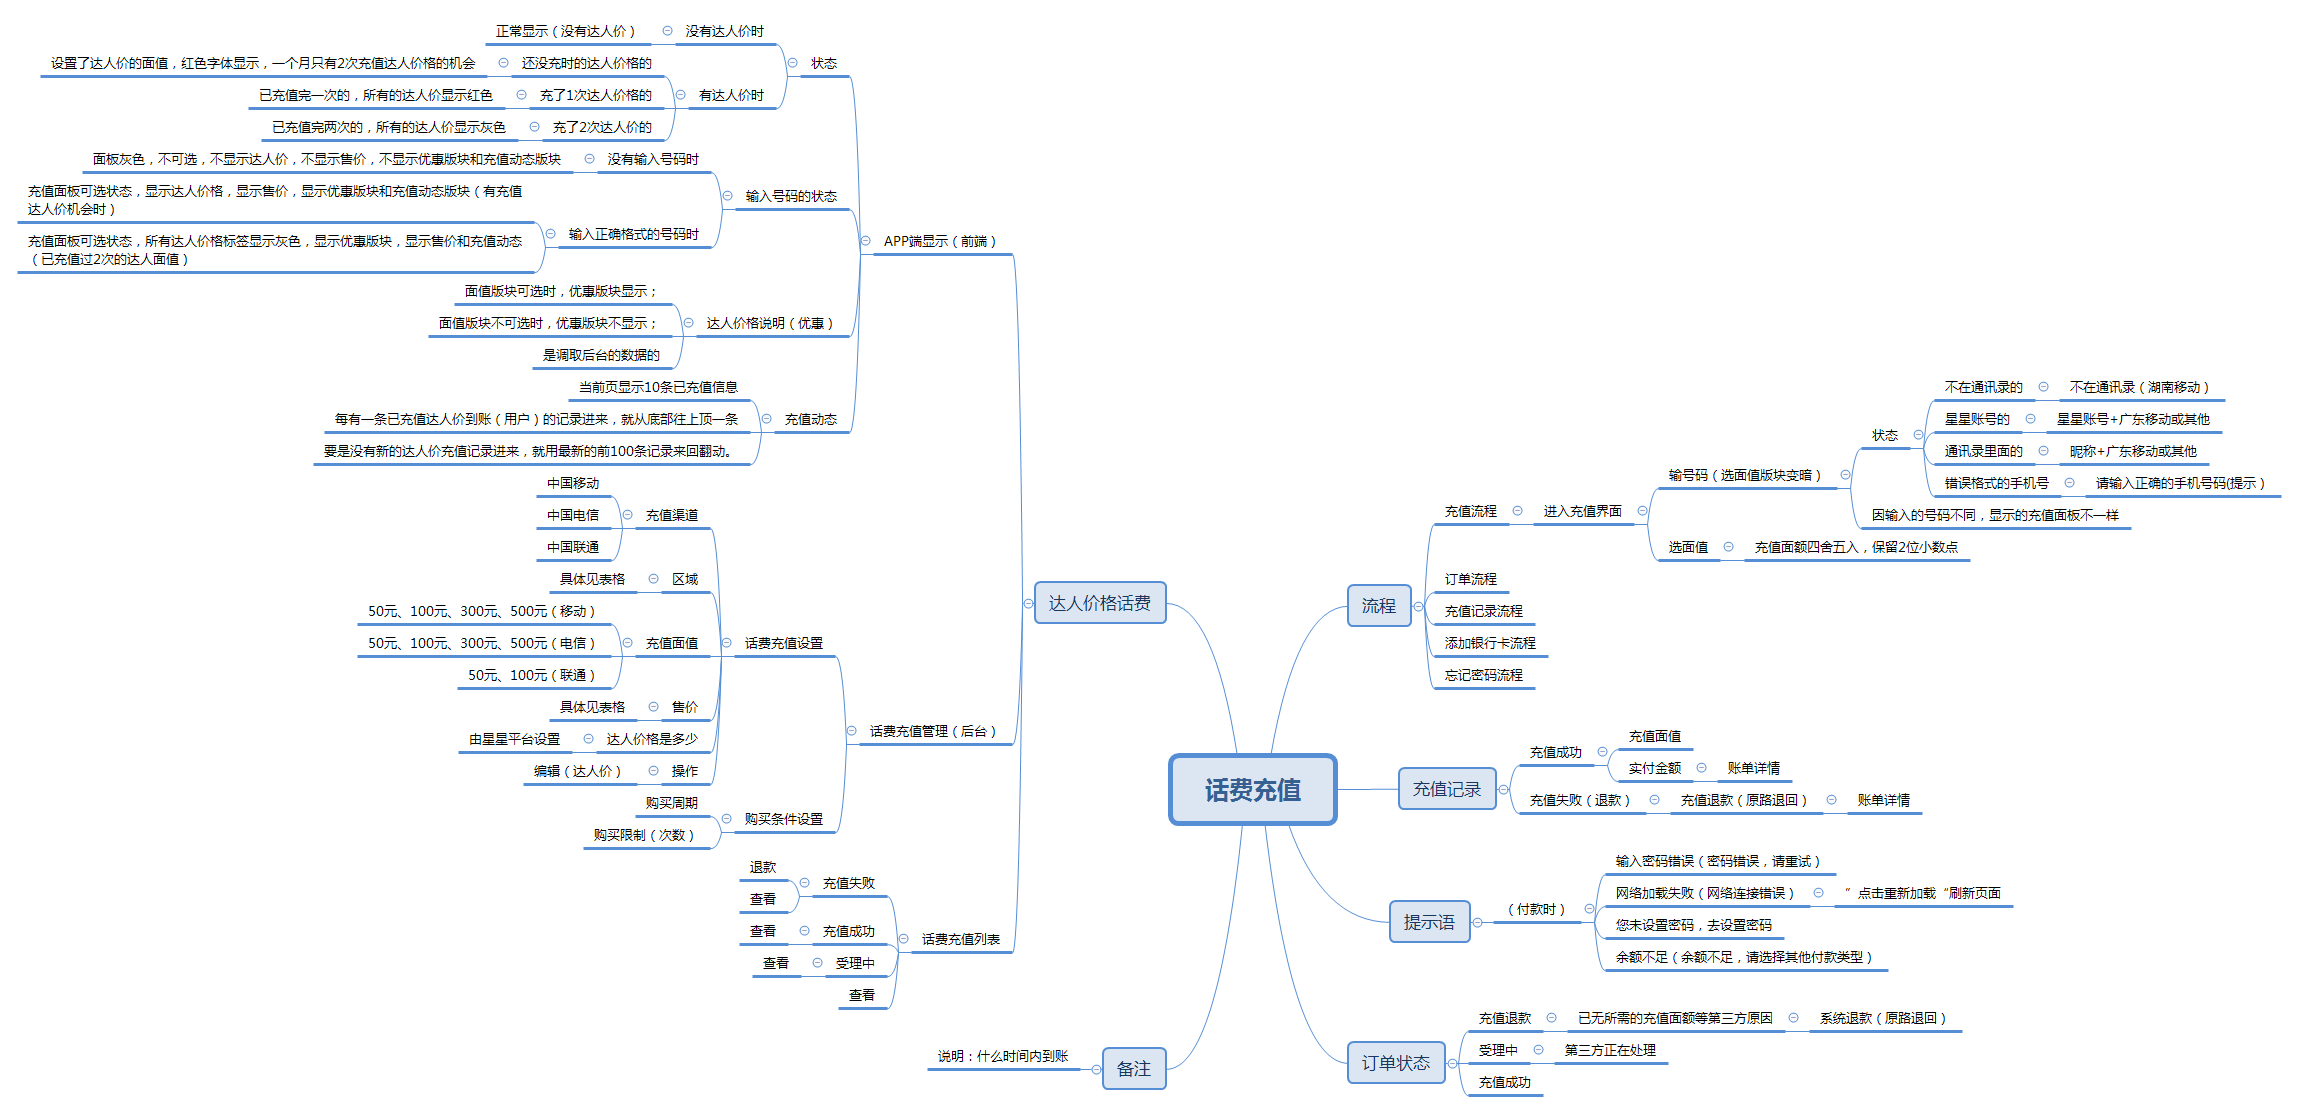 话费充值
流程
充值流程
进入充值界面
输号码（选面值版块变暗）
状态
不在通讯录的
不在通讯录（湖南移动）
星星账号的
星星账号+广东移动或其他
通讯录里面的
昵称+广东移动或其他
错误格式的手机号
请输入正确的手机号码(提示）
因输入的号码不同，显示的充值面板不一样
选面值
充值面额四舍五入，保留2位小数点
订单流程
充值记录流程
添加银行卡流程
忘记密码流程
充值记录
充值成功
充值面值
实付金额
账单详情
充值失败（退款）
充值退款（原路退回）
账单详情
提示语
（付款时）
输入密码错误（密码错误，请重试）
网络加载失败（网络连接错误）
”点击重新加载“刷新页面
您未设置密码，去设置密码
余额不足（余额不足，请选择其他付款类型）
订单状态
充值退款
已无所需的充值面额等第三方原因
系统退款（原路退回）
受理中
第三方正在处理
充值成功
达人价格话费
APP端显示（前端）
状态
没有达人价时
正常显示（没有达人价）
有达人价时
还没充时的达人价格的
设置了达人价的面值，红色字体显示，一个月只有2次充值达人价格的机会
充了1次达人价格的
已充值完一次的，所有的达人价显示红色
充了2次达人价的
已充值完两次的，所有的达人价显示灰色
输入号码的状态
没有输入号码时
面板灰色，不可选，不显示达人价，不显示售价，不显示优惠版块和充值动态版块
输入正确格式的号码时
充值面板可选状态，显示达人价格，显示售价，显示优惠版块和充值动态版块（有充值
达人价机会时）
充值面板可选状态，所有达人价格标签显示灰色，显示优惠版块，显示售价和充值动态
（已充值过2次的达人面值）
达人价格说明（优惠）
面值版块可选时，优惠版块显示；
面值版块不可选时，优惠版块不显示；
是调取后台的数据的
充值动态
当前页显示10条已充值信息
每有一条已充值达人价到账（用户）的记录进来，就从底部往上顶一条
要是没有新的达人价充值记录进来，就用最新的前100条记录来回翻动。
话费充值管理（后台）
话费充值设置
充值渠道
中国移动
中国电信
中国联通
区域
具体见表格
充值面值
50元、100元、300元、500元（移动）
50元、100元、300元、500元（电信）
50元、100元（联通）
售价
具体见表格
达人价格是多少
由星星平台设置
操作
编辑（达人价）
购买条件设置
购买周期
购买限制（次数）
话费充值列表
充值失败
退款
查看
充值成功
查看
受理中
查看
查看
备注
说明：什么时间内到账